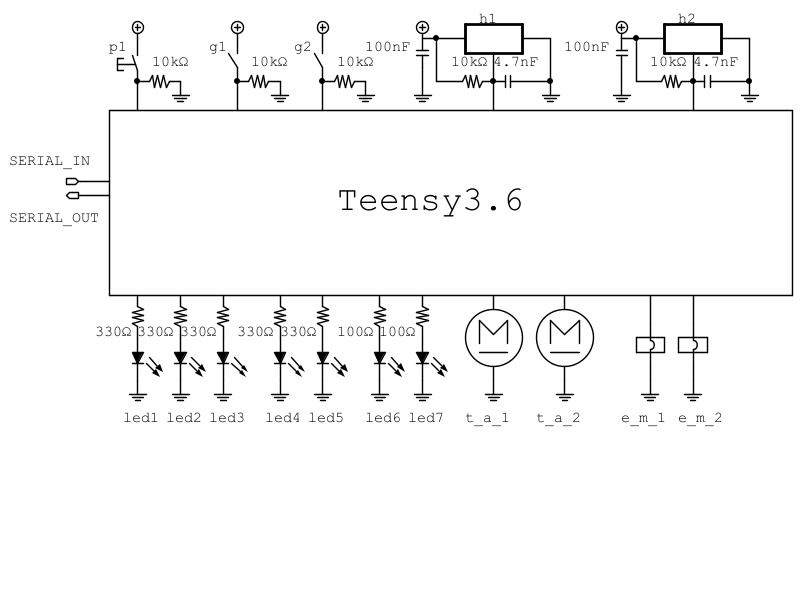 h1 h2
p1 g1 g2 100nF 100nF
10kΩ 10kΩ 10kΩ 10kΩ 4.7nF 10kΩ 4.7nF
SERIAL_IN
Teensy3.6
SERIAL_OUT
330Ω 330Ω 330Ω 330Ω 330Ω 100Ω 100Ω
led1 led2 led3 led4 led5 led6 led7 t_a_1 t_a_2 e_m_1 e_m_2